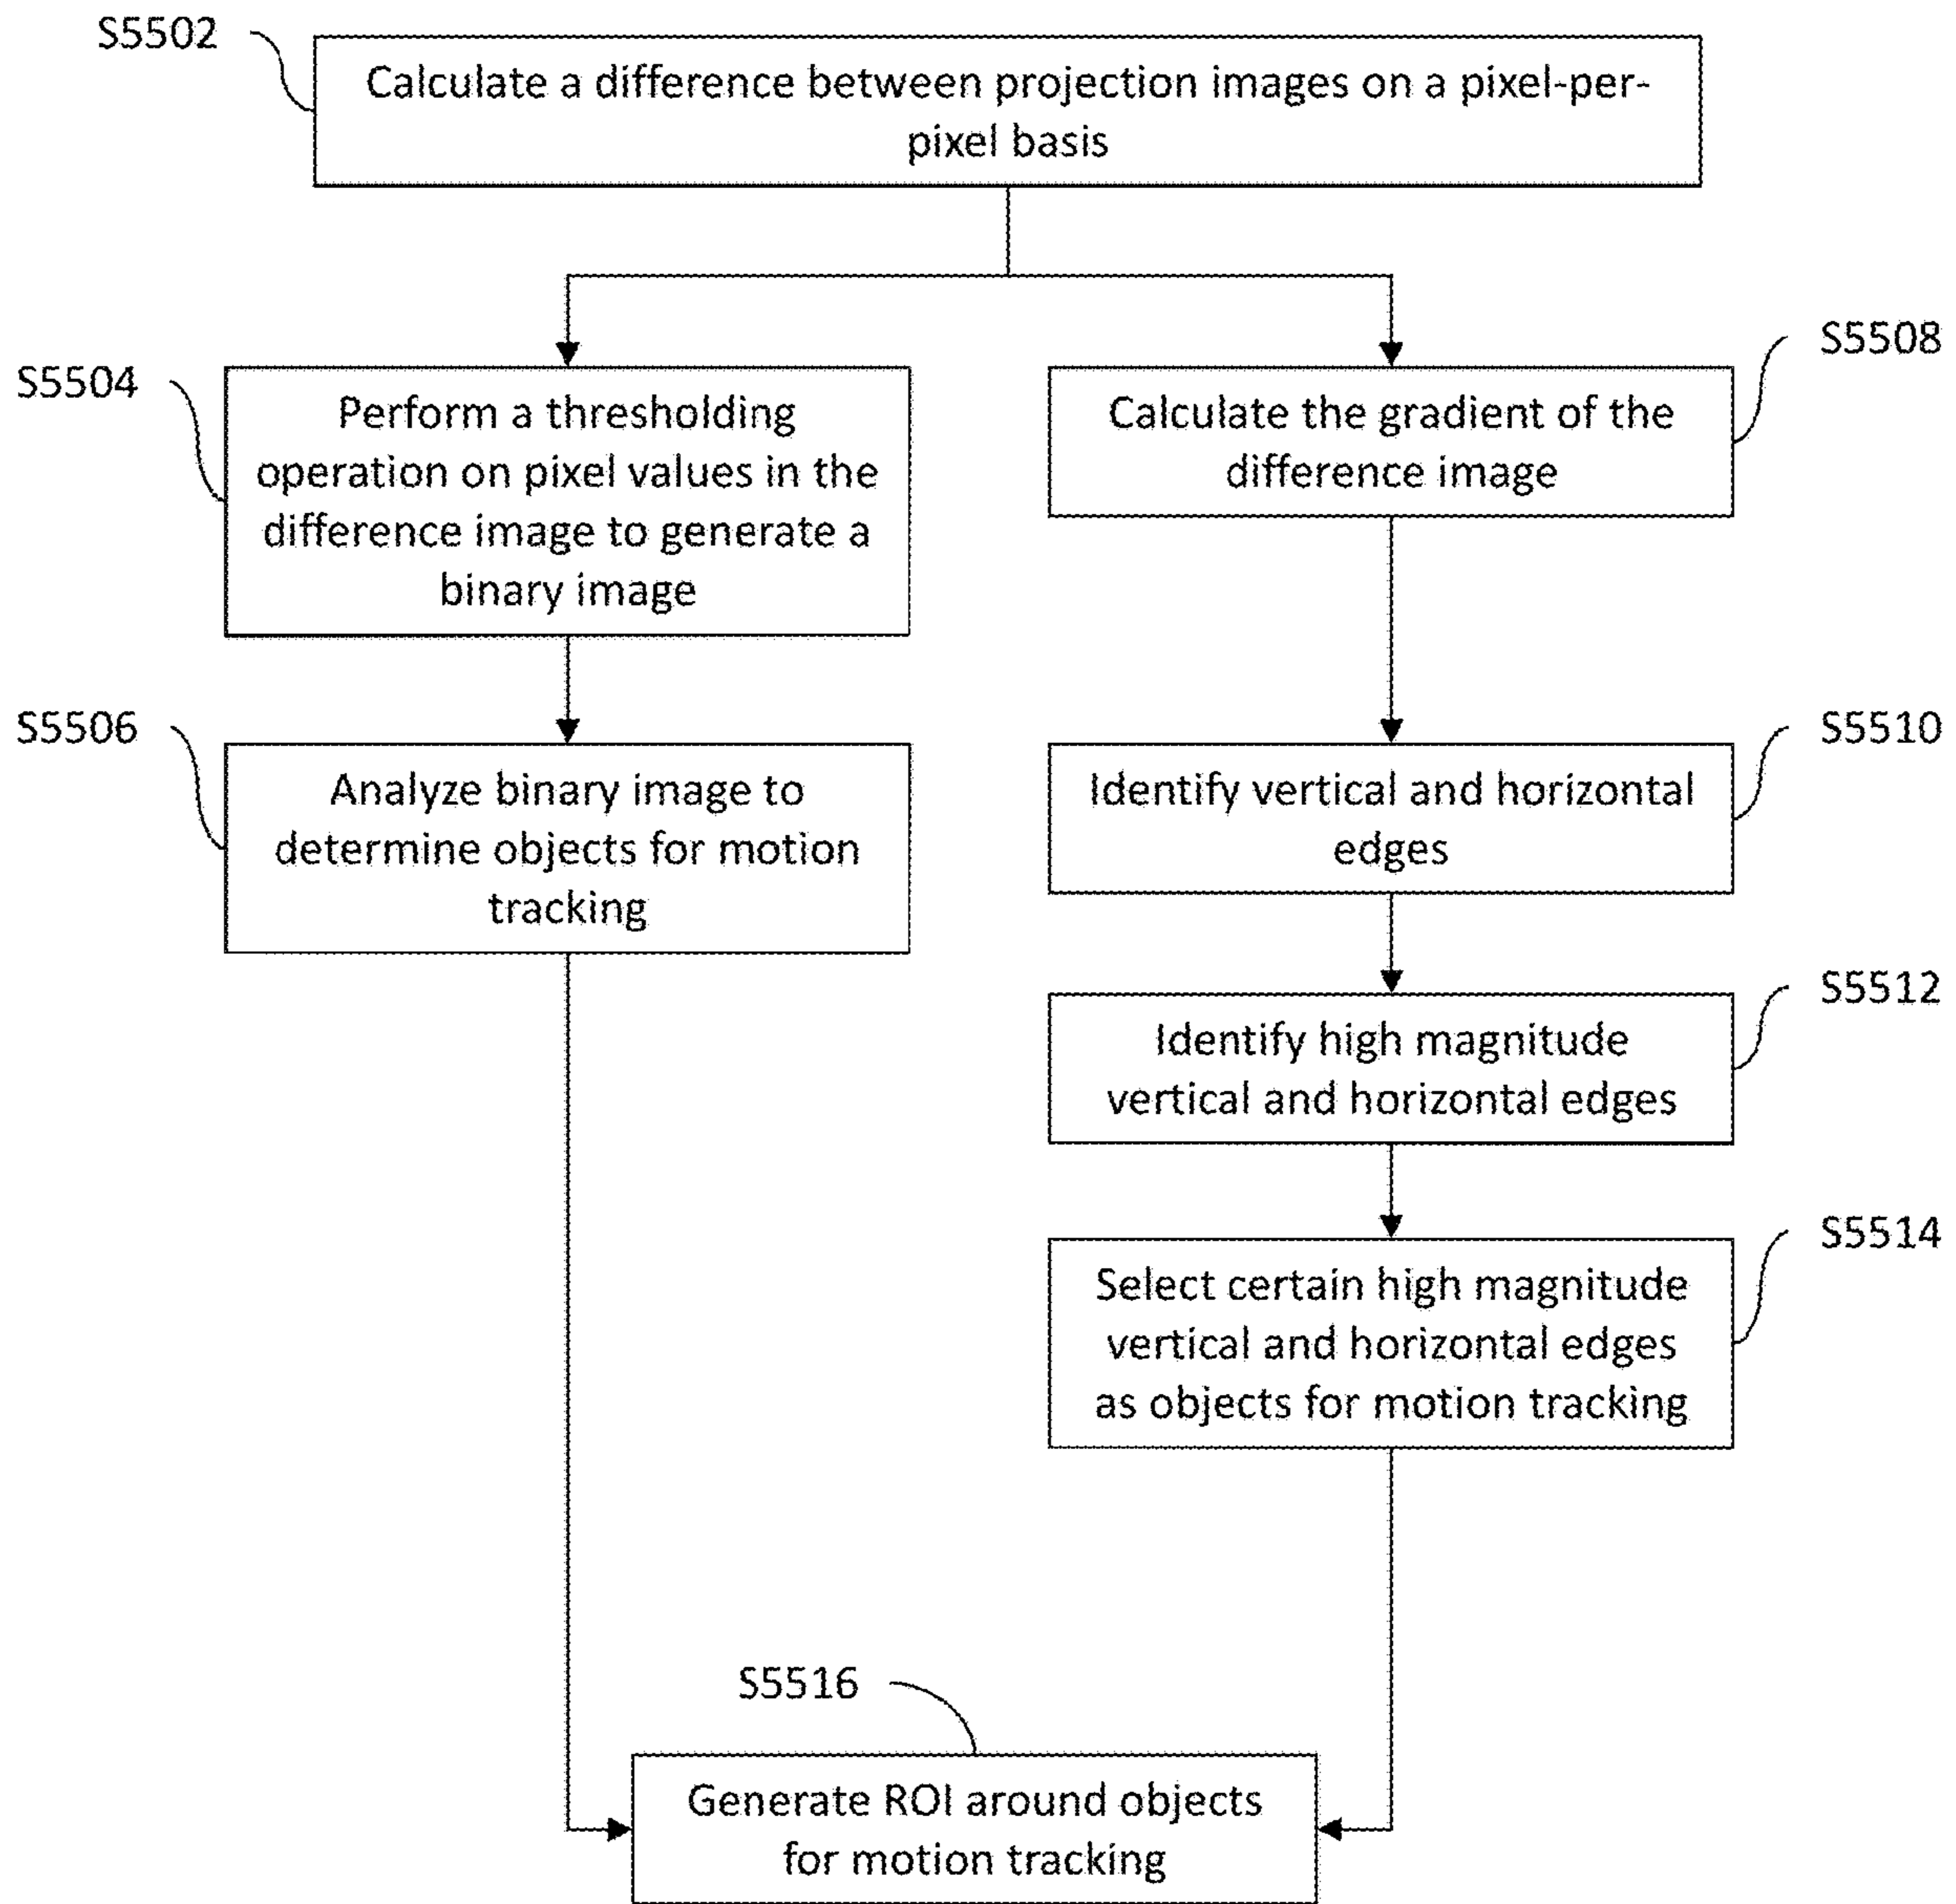 S5502
Calculate a difference between projection images on a pixel-per-
pixel basis
S5504
Perform a thresholding
operation on pixel values in the
difference image to generate a
binary image
S5508
Calculate the gradient of the
difference image
S5506
Analyze binary image to
determine objects for motion
tracking
S5510
Identify vertical and horizontal
edges
S5512
Identify high magnitude
vertical and horizontal edges
S5514
Select certain high magnitude
vertical and horizontal edges
as objects for motion tracking
S5516
Generate ROI around objects
for motion tracking